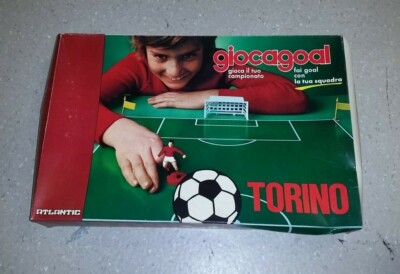 giocagoal
gioca il tuo
campionato
fai goal
con
la tua squadra
TORINO
ATLANTIC